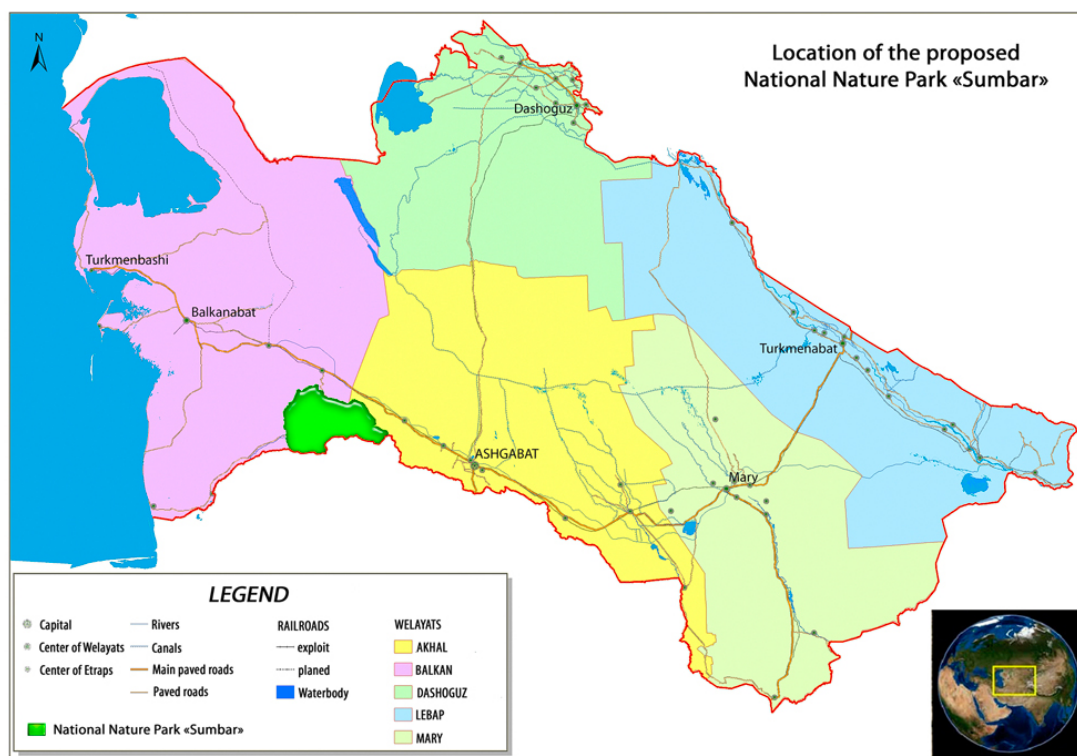 N
Location of the proposed
National Nature Park «Sumbar»
Dashoguz
Turkmenbashi
Balkanabat
Turkmenabat
ASHGABAT
Mary
LEGEND
Capital
Center of Welayats
Center of Etraps
Rivers
Canals
Main paved roads
Paved roads
RAILROADS
exploit
planed
Waterbody
WELAYATS
AKHAL
BALKAN
DASHOGUZ
LEBAP
MARY
National Nature Park «Sumbar»